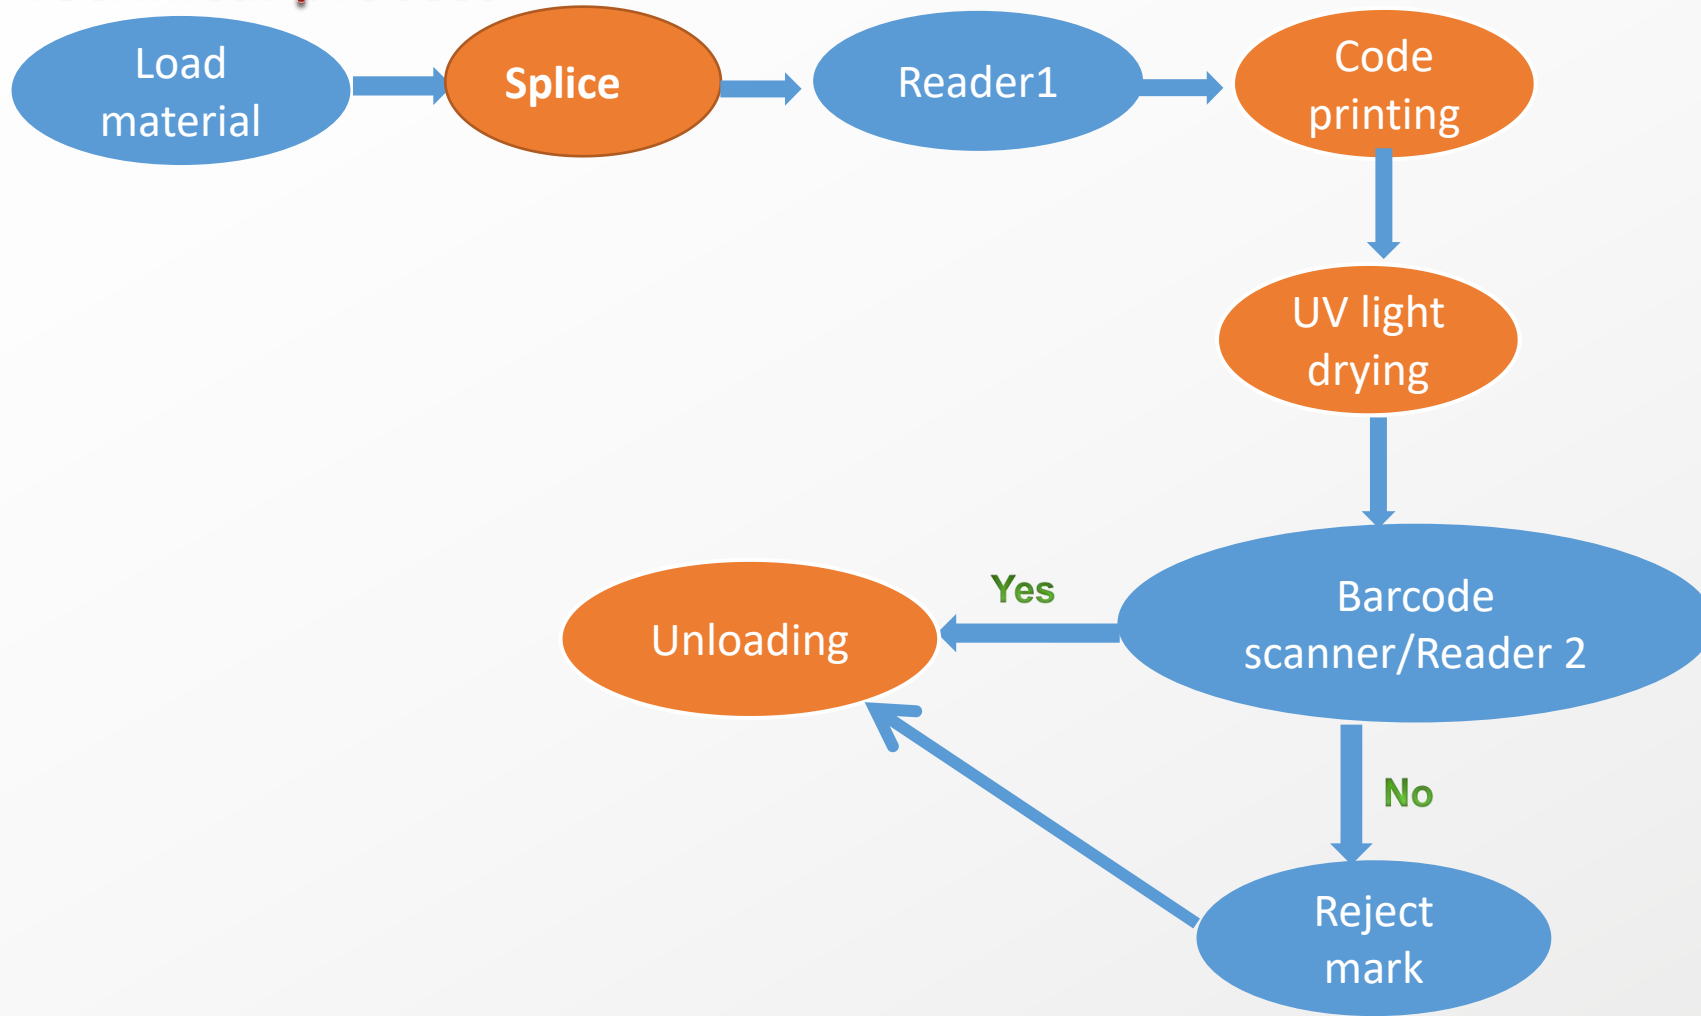 Load
material
Splice
Reader1
Code
printing
UV light
drying
Barcode
scanner/Reader 2
Yes
Unloading
No
Reject
mark